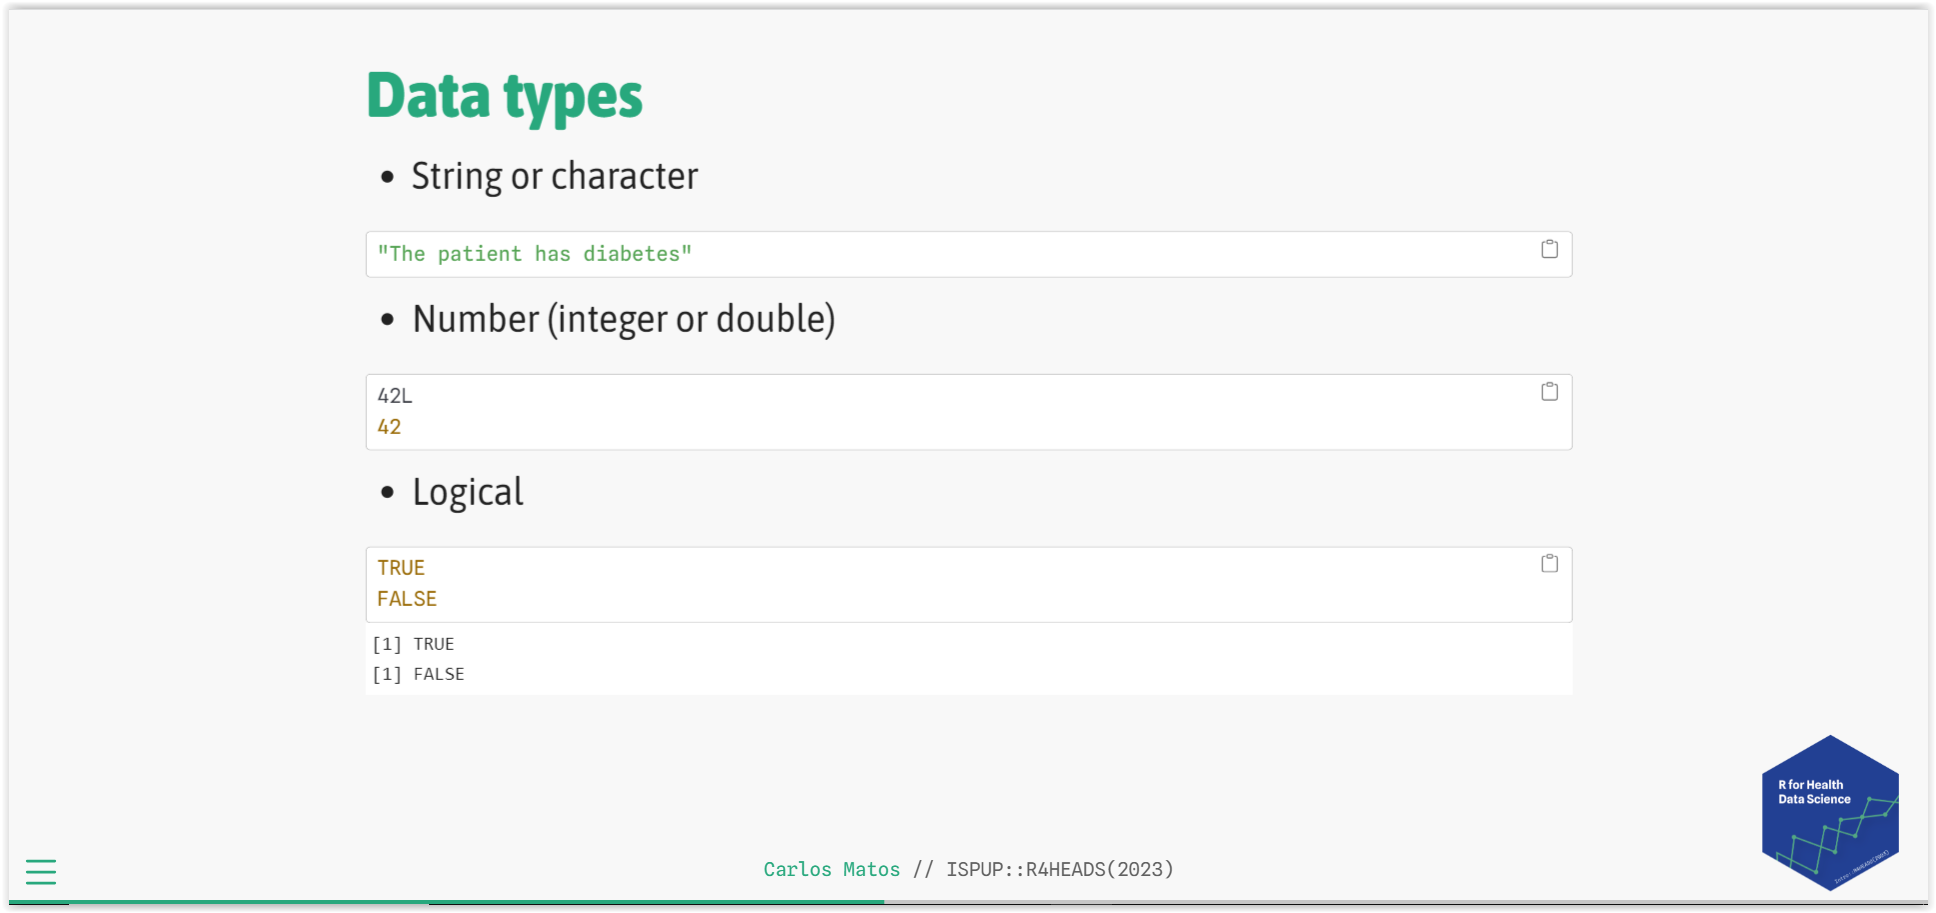 Data types
• String or character
"The patient has diabetes"
• Number (integer or double)
42L
42
• Logical
TRUE
FALSE
[1] TRUE
[1] FALSE
R for Health
Data Science
Carlos Matos // ISPUP::R4HEADS(2023)